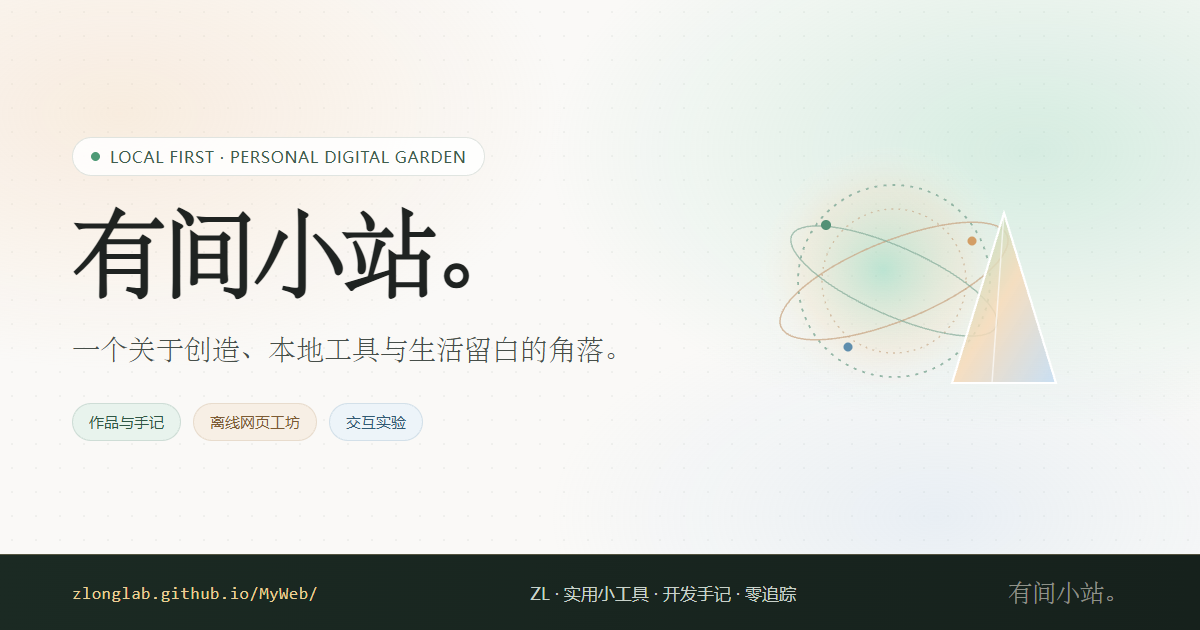 LOCAL FIRST · PERSONAL DIGITAL GARDEN
有间小站。
一个关于创造、本地工具与生活留白的角落。
作品与手记 离线网页工坊 交互实验
zlonglab.github.io/MyWeb/ ZL · 实用小工具 · 开发手记 · 零追踪 有间小站。